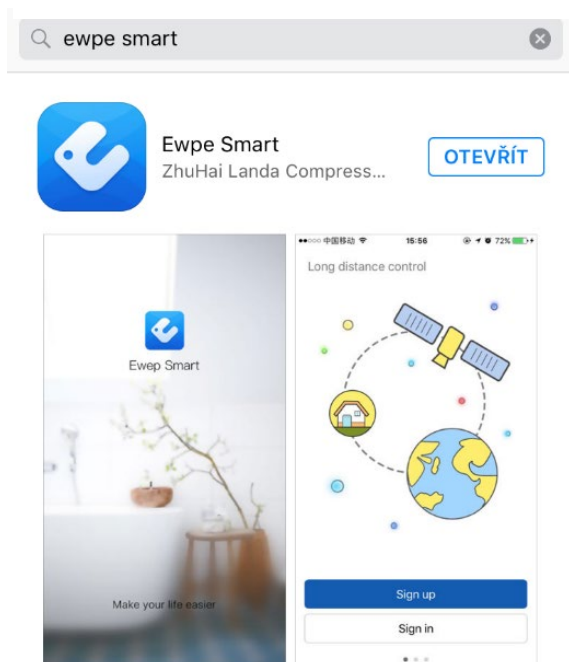 ewpe smart
Ewpe Smart
ZhuHai Landa Compress...
OTEVŘÍT
Ewep Smart
Make your life easier
中国移动
15:56
72%
Long distance control
Sign up
Sign in